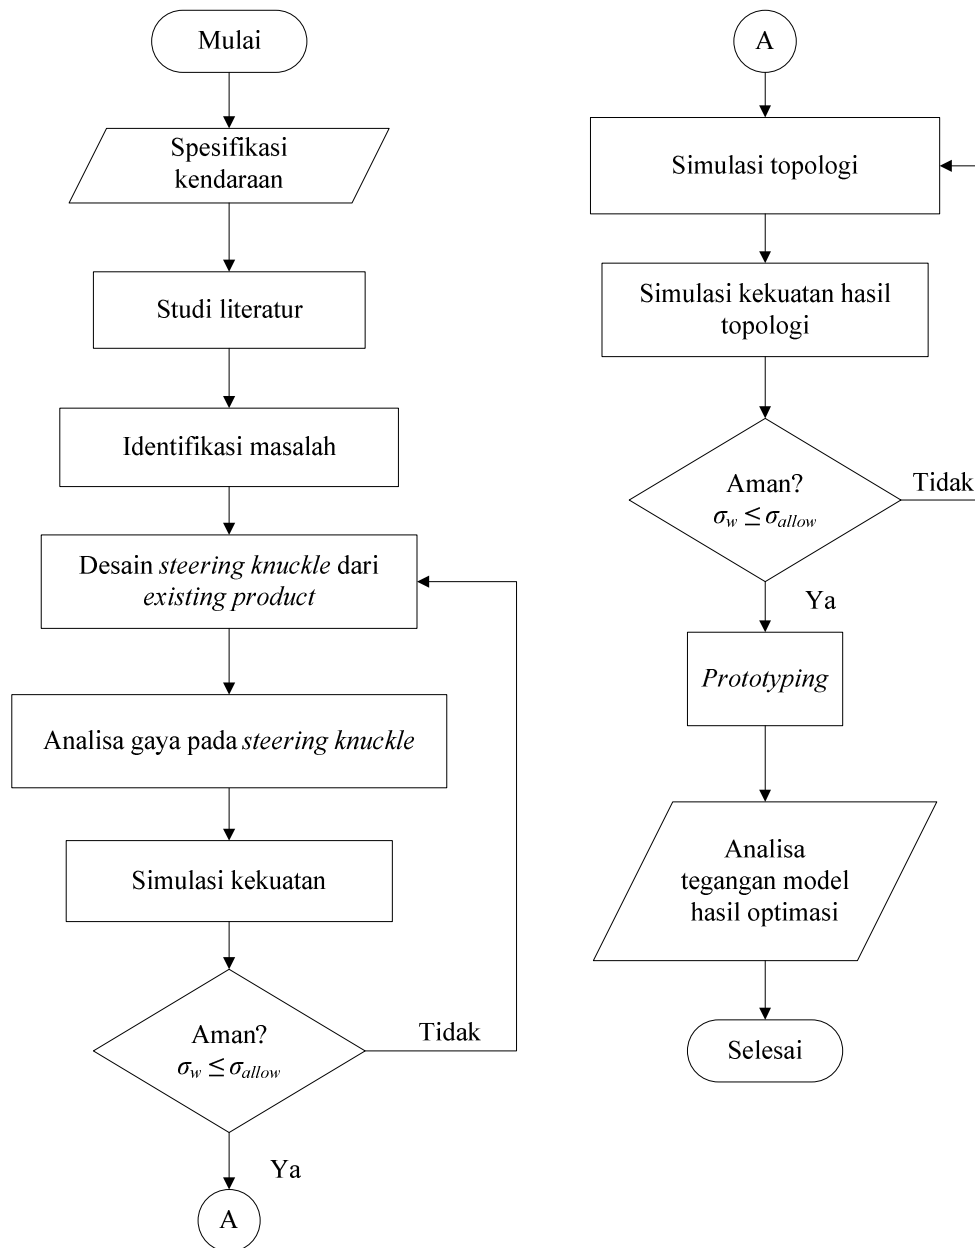 Mulai
Spesifikasi
kendaraan
Studi literatur
Identifikasi masalah
Desain steering knuckle dari
existing product
Analisa gaya pada steering knuckle
Simulasi kekuatan
Aman?
σw ≤ σallow
Tidak
Ya
A
A
Simulasi topologi
Simulasi kekuatan hasil
topologi
Aman?
σw ≤ σallow
Tidak
Ya
Prototyping
Analisa
tegangan model
hasil optimasi
Selesai